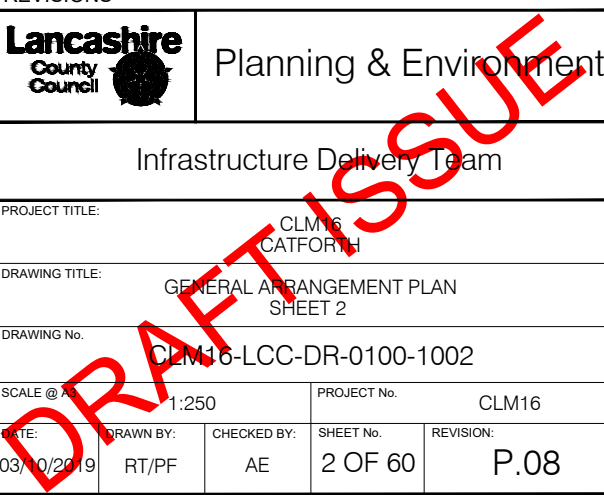 REVISIONS
Lancashire
County
Council
Planning & Environment
Infrastructure Delivery Team
PROJECT TITLE:
CLM16
CATFORTH
DRAWING TITLE:
GENERAL ARRANGEMENT PLAN
SHEET 2
DRAWING No.
CLM16-LCC-DR-0100-1002
SCALE @ A3
1:250
PROJECT No.
CLM16
DATE:
03/10/2019
DRAWN BY:
RT/PF
CHECKED BY:
AE
SHEET No.
2 OF 60
REVISION:
P.08
DRAFT ISSUE